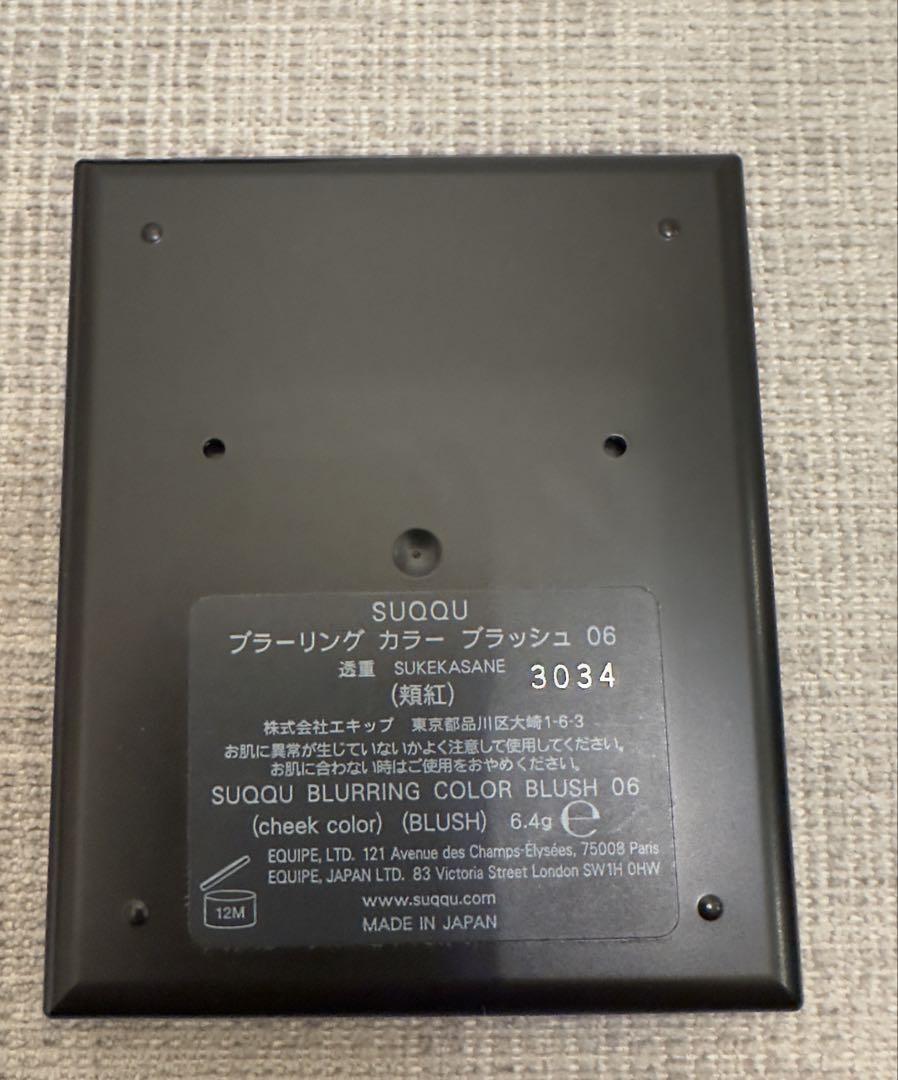 SUQQU
ブラーリング カラー ブラッシュ 06
透重 SUKEKASANE 3034
(頬紅)
株式会社エキップ 東京都品川区大崎1-6-3
お肌に異常が生じていないかよく注意して使用してください。
お肌に合わない時はご使用をおやめください。
SUQQU BLURRING COLOR BLUSH 06
(cheek color) (BLUSH) 6.4g ℮
EQUIPE, LTD. 121 Avenue des Champs-Élysées, 75008 Paris
EQUIPE, JAPAN LTD. 83 Victoria Street London SW1H 0HW
12M
www.suqqu.com
MADE IN JAPAN